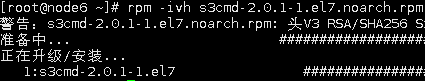 [root@node6 ~]# rpm -ivh s3cmd-2.0.1-1.el7.noarch.rpm
警告：s3cmd-2.0.1-1.el7.noarch.rpm: 头V3 RSA/SHA256 S
准备中... ################
正在升级/安装...
1:s3cmd-2.0.1-1.el7 ################